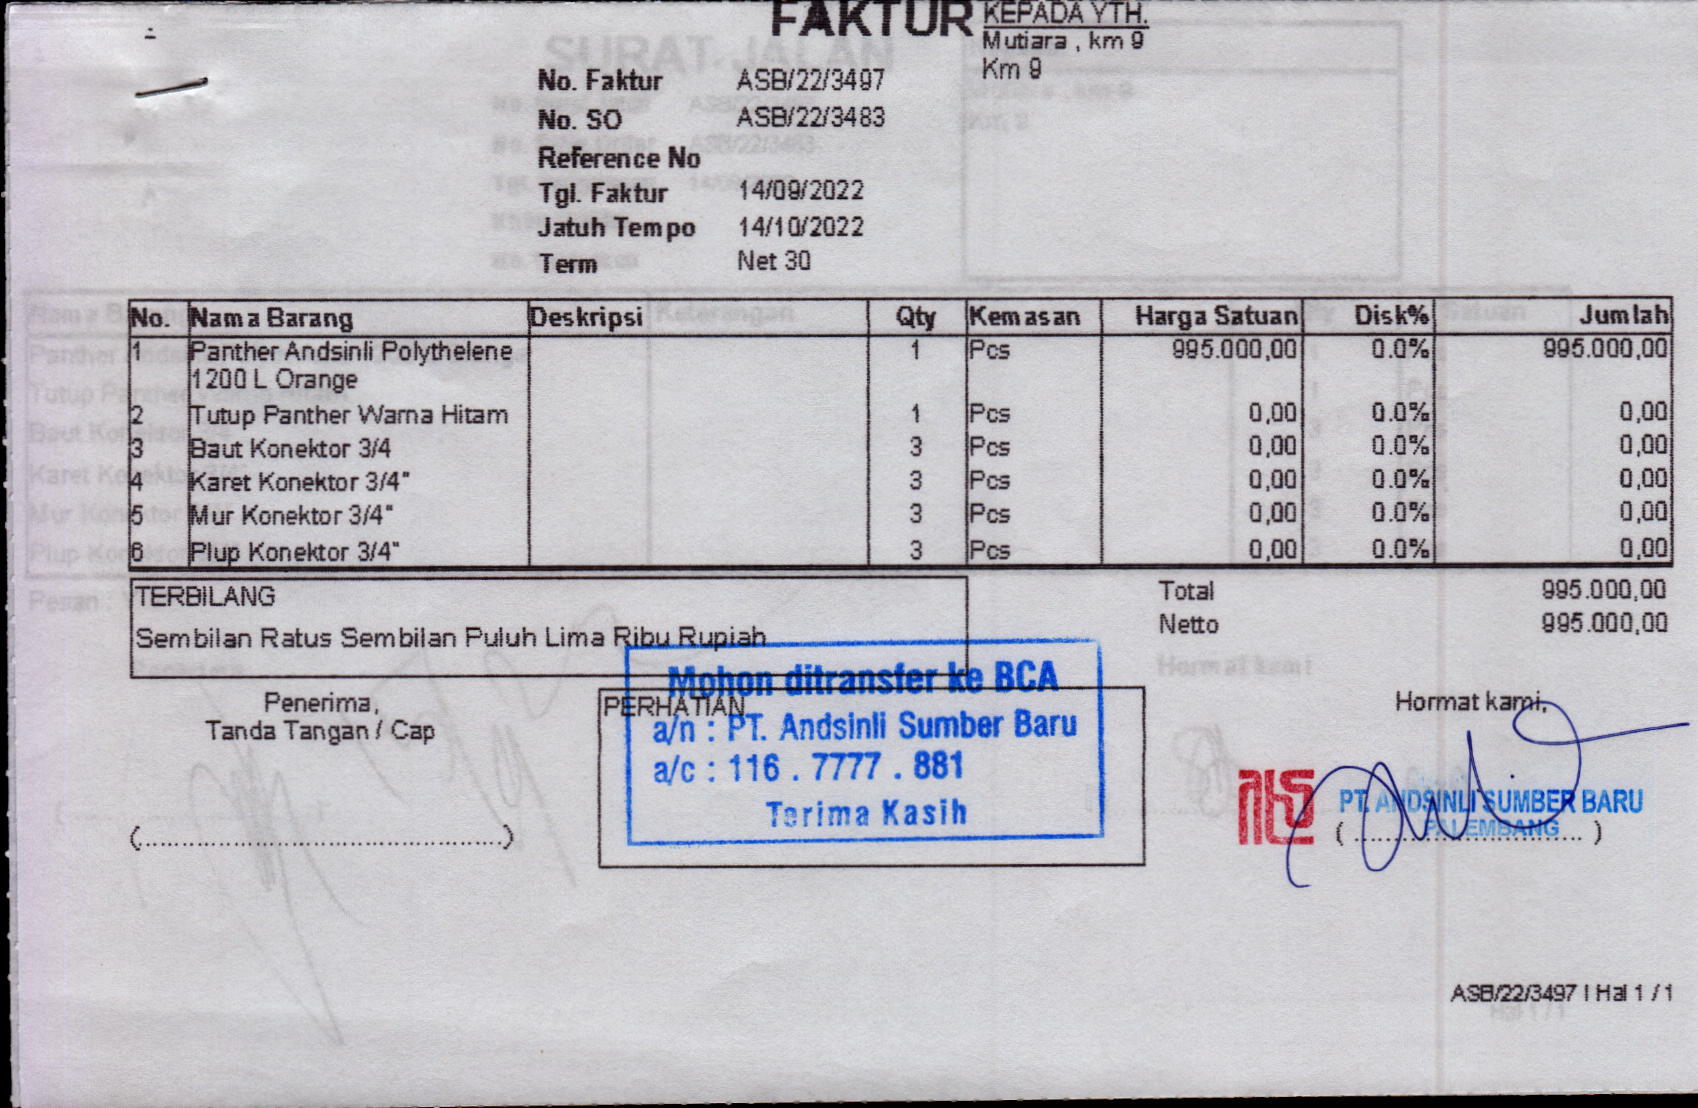 FAKTUR
KEPADA YTH.
Mutiara , km 9
Km 9
No. Faktur ASB/22/3497
No. SO ASB/22/3483
Reference No
Tgl. Faktur 14/09/2022
Jatuh Tempo 14/10/2022
Term Net 30
No. Nama Barang Deskripsi Qty Kemasan Harga Satuan Disk% Jumlah
1 Panther Andsinli Polythelene 1 Pcs 995.000,00 0.0% 995.000,00
1200 L Orange
2 Tutup Panther Warna Hitam 1 Pcs 0,00 0.0% 0,00
3 Baut Konektor 3/4 3 Pcs 0,00 0.0% 0,00
4 Karet Konektor 3/4" 3 Pcs 0,00 0.0% 0,00
5 Mur Konektor 3/4" 3 Pcs 0,00 0.0% 0,00
6 Plup Konektor 3/4" 3 Pcs 0,00 0.0% 0,00
TERBILANG
Sembilan Ratus Sembilan Puluh Lima Ribu Rupiah
Total 995.000,00
Netto 995.000,00
Penerima,
Tanda Tangan / Cap
(................................................)
PERHATIAN
Mohon ditransfer ke BCA
a/n : PT. Andsinli Sumber Baru
a/c : 116 . 7777 . 881
Terima Kasih
Hormat kami,
PT. ANDSINLI SUMBER BARU
PALEMBANG
(................................)
ASB/22/3497 | Hal 1 / 1